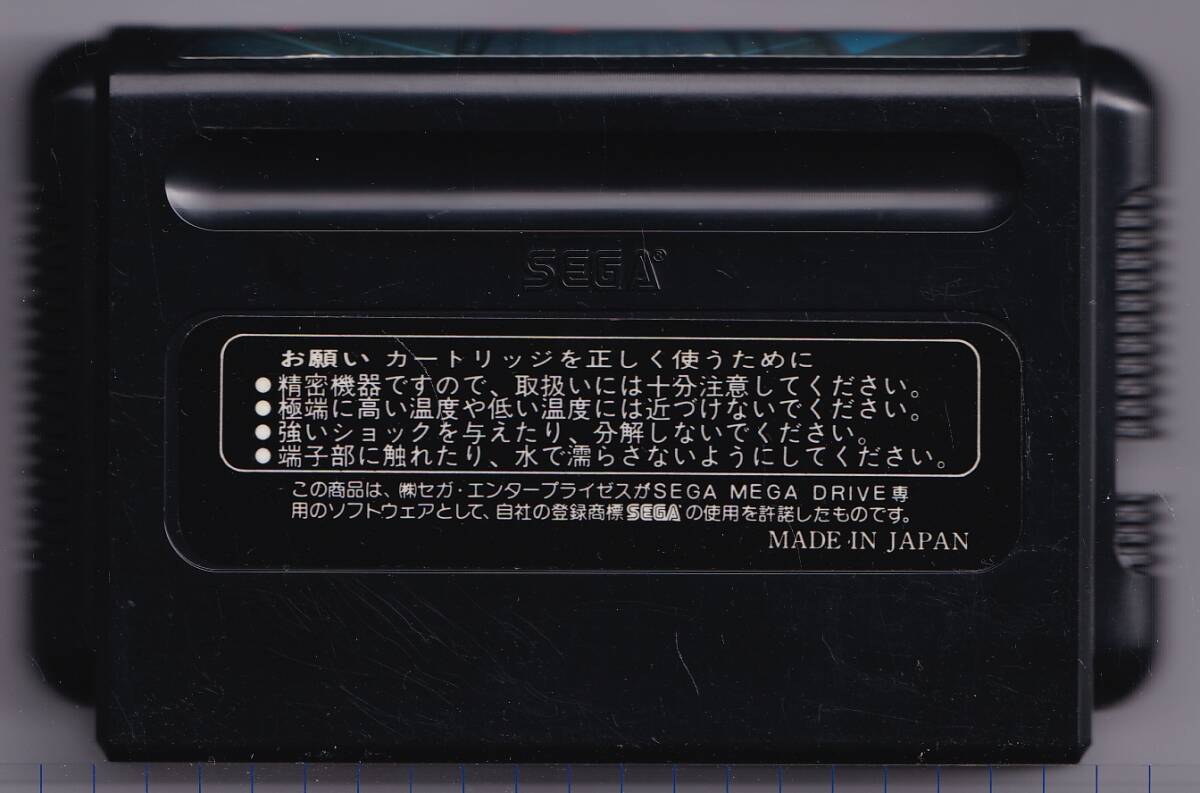 SEGA®
お願い カートリッジを正しく使うために
●精密機器ですので、取扱いには十分注意してください。
●極端に高い温度や低い温度には近づけないでください。
●強いショックを与えたり、分解しないでください。
●端子部に触れたり、水で濡らさないようにしてください。
この商品は、㈱セガ・エンタープライゼスがSEGA MEGA DRIVE専
用のソフトウェアとして、自社の登録商標SEGAの使用を許諾したものです。
MADE IN JAPAN